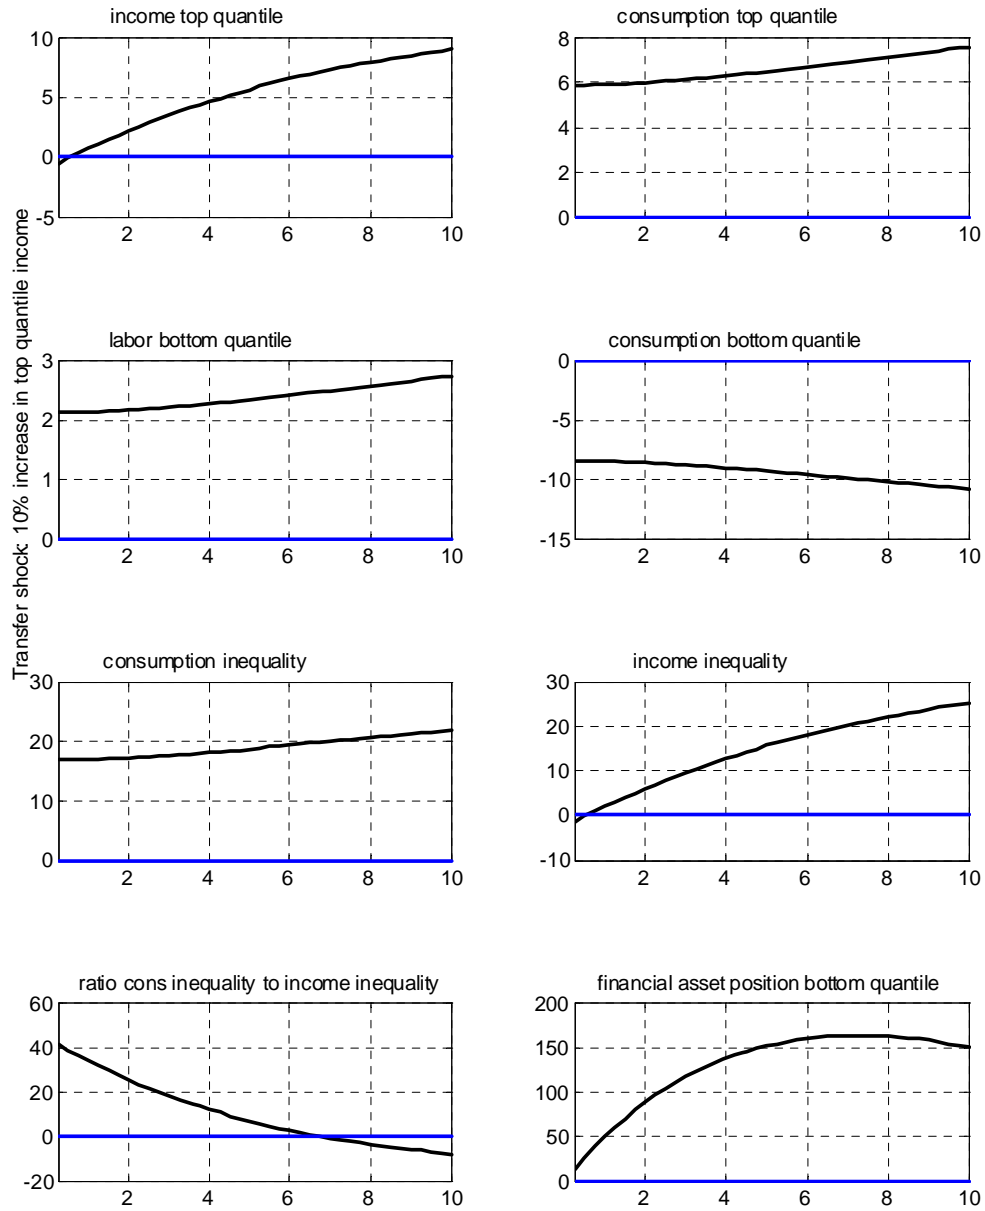 income top quantile
10
5
0
-5
2 4 6 8 10
consumption top quantile
8
6
4
2
0
2 4 6 8 10
Transfer shock 10% increase in top quantile income
labor bottom quantile
3
2
1
0
2 4 6 8 10
consumption bottom quantile
0
-5
-10
-15
2 4 6 8 10
consumption inequality
30
20
10
0
2 4 6 8 10
income inequality
30
20
10
0
-10
2 4 6 8 10
ratio cons inequality to income inequality
60
40
20
0
-20
2 4 6 8 10
financial asset position bottom quantile
200
150
100
50
0
2 4 6 8 10